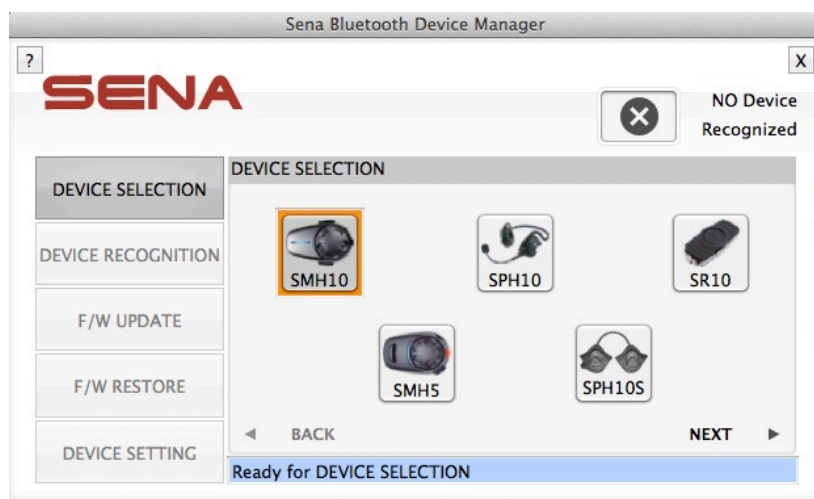 Sena Bluetooth Device Manager
?
X
SENA
NO Device
Recognized
DEVICE SELECTION
DEVICE RECOGNITION
F/W UPDATE
F/W RESTORE
DEVICE SETTING
DEVICE SELECTION
SMH10
SPH10
SR10
SMH5
SPH10S
◄ BACK
NEXT ►
Ready for DEVICE SELECTION